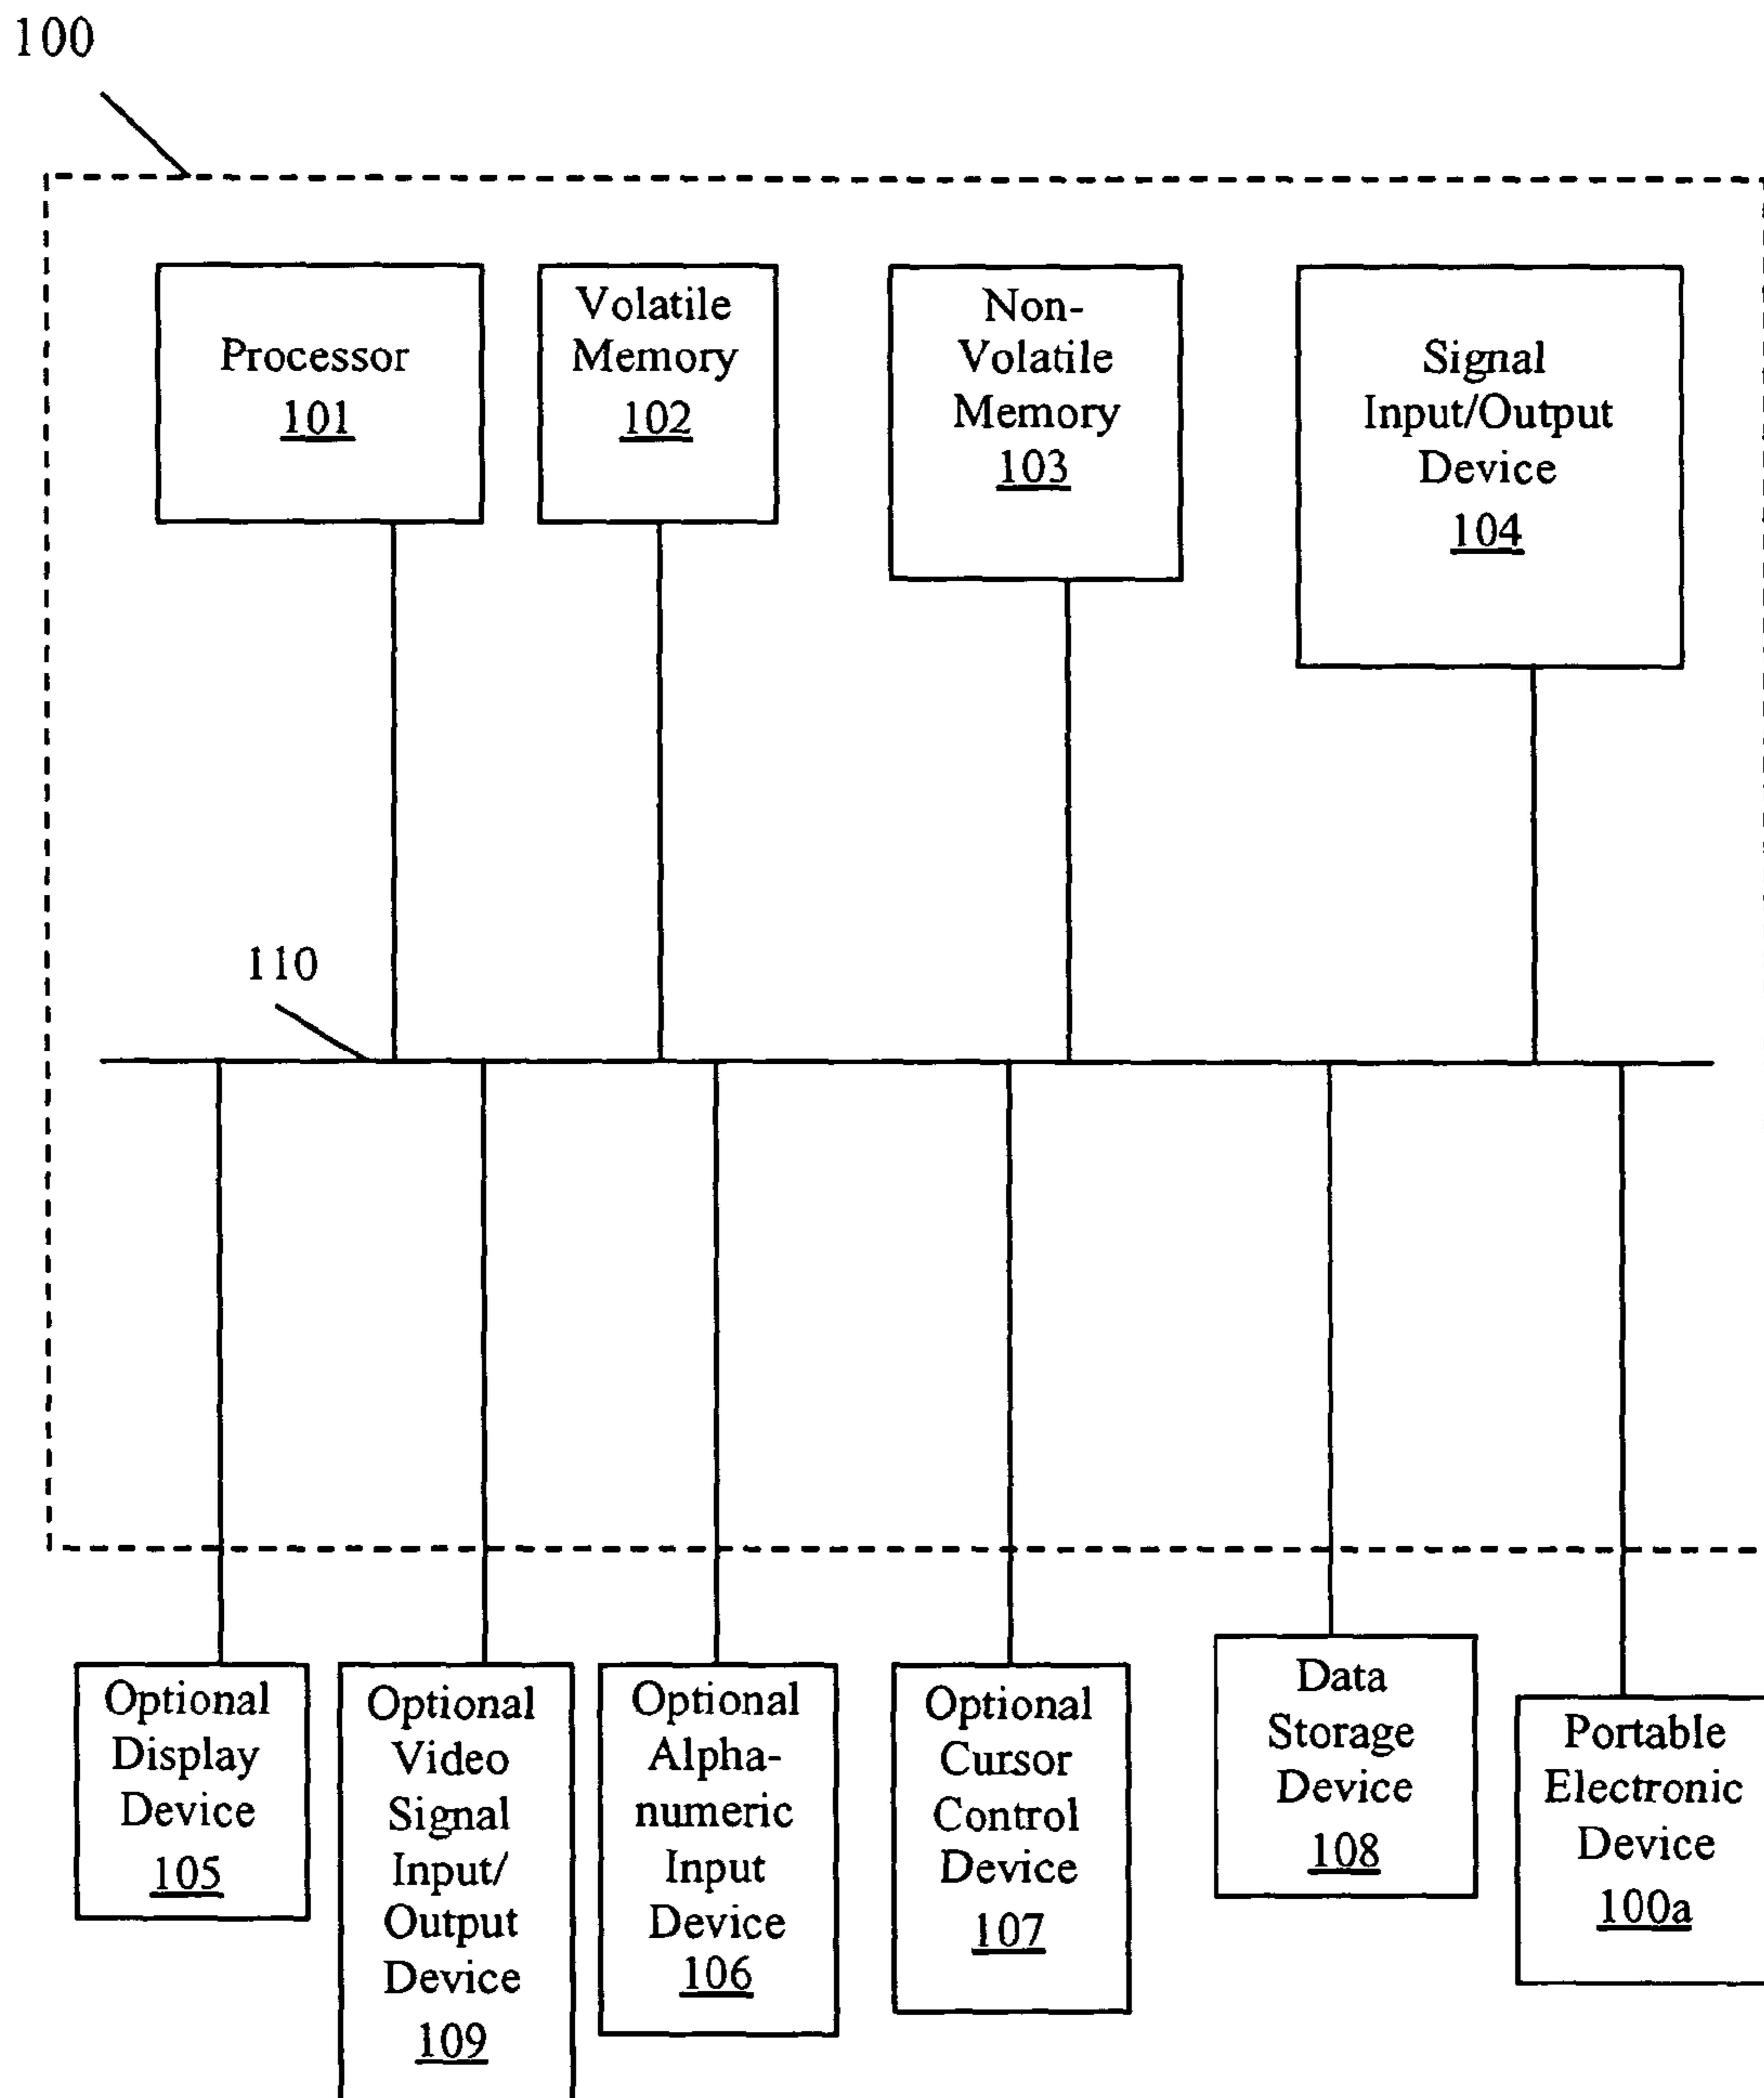 100
Processor
101
Volatile
Memory
102
Non-
Volatile
Memory
103
Signal
Input/Output
Device
104
110
Optional
Display
Device
105
Optional
Video
Signal
Input/
Output
Device
109
Optional
Alpha-
numeric
Input
Device
106
Optional
Cursor
Control
Device
107
Data
Storage
Device
108
Portable
Electronic
Device
100a